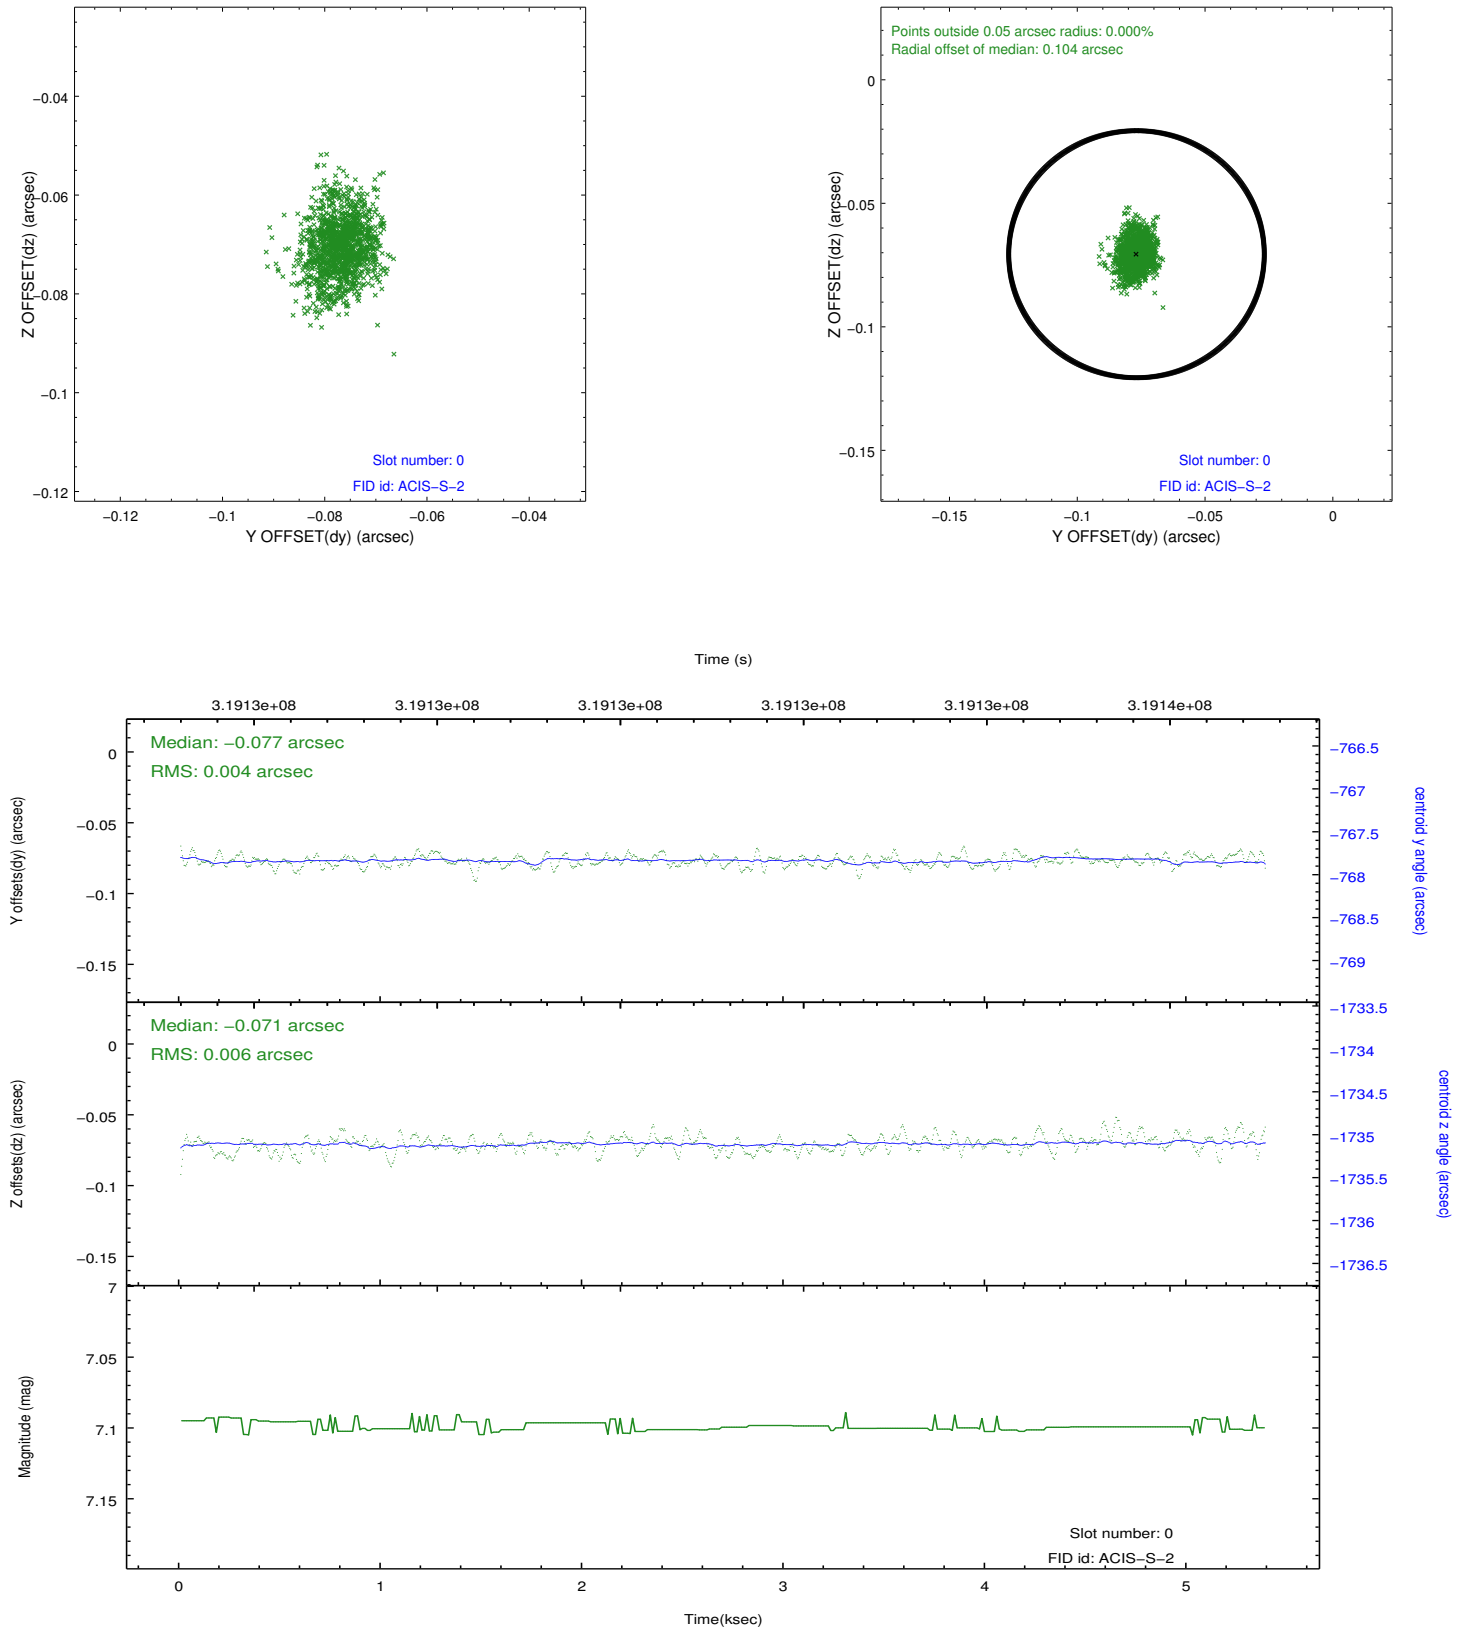 −0.04
−0.06
−0.08
−0.1
−0.12
Z OFFSET(dz) (arcsec)
Slot number: 0
FID id: ACIS−S−2
−0.12 −0.1 −0.08 −0.06 −0.04
Y OFFSET(dy) (arcsec)
Points outside 0.05 arcsec radius: 0.000%
Radial offset of median: 0.104 arcsec
0
−0.05
−0.1
−0.15
Z OFFSET(dz) (arcsec)
Slot number: 0
FID id: ACIS−S−2
−0.15 −0.1 −0.05 0
Y OFFSET(dy) (arcsec)
Time (s)
3.1913e+08 3.1913e+08 3.1913e+08 3.1913e+08 3.1913e+08 3.1914e+08
Median: −0.077 arcsec
RMS: 0.004 arcsec
0
−0.05
−0.1
−0.15
Y offsets(dy) (arcsec)
−766.5
−767
−767.5
−768
−768.5
−769
centroid y angle (arcsec)
Median: −0.071 arcsec
RMS: 0.006 arcsec
0
−0.05
−0.1
−0.15
Z offsets(dz) (arcsec)
−1733.5
−1734
−1734.5
−1735
−1735.5
−1736
−1736.5
centroid z angle (arcsec)
7
7.05
7.1
7.15
Magnitude (mag)
Slot number: 0
FID id: ACIS−S−2
0 1 2 3 4 5
Time(ksec)